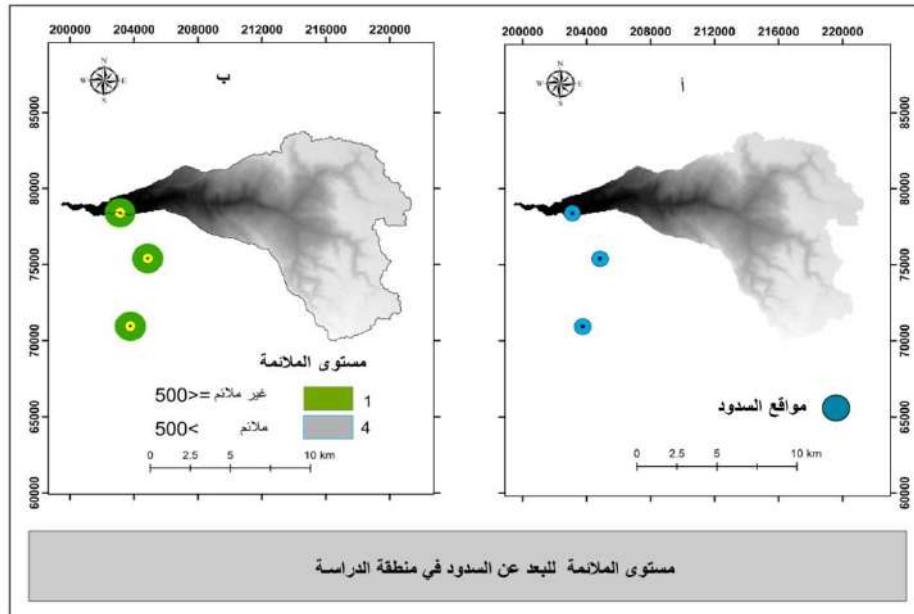 200000 204000 208000 212000 216000 220000
200000 204000 208000 212000 216000 220000
N
W E
S
ب
N
W E
S
أ
85000
80000
75000
70000
65000
60000
85000
80000
75000
70000
65000
60000
مستوى الملائمة
غير ملائم =<500
1
ملائم >500
4
0 2.5 5 10 km
مواقع السدود
0 2.5 5 10 km
مستوى الملائمة للبعد عن السدود في منطقة الدراسة